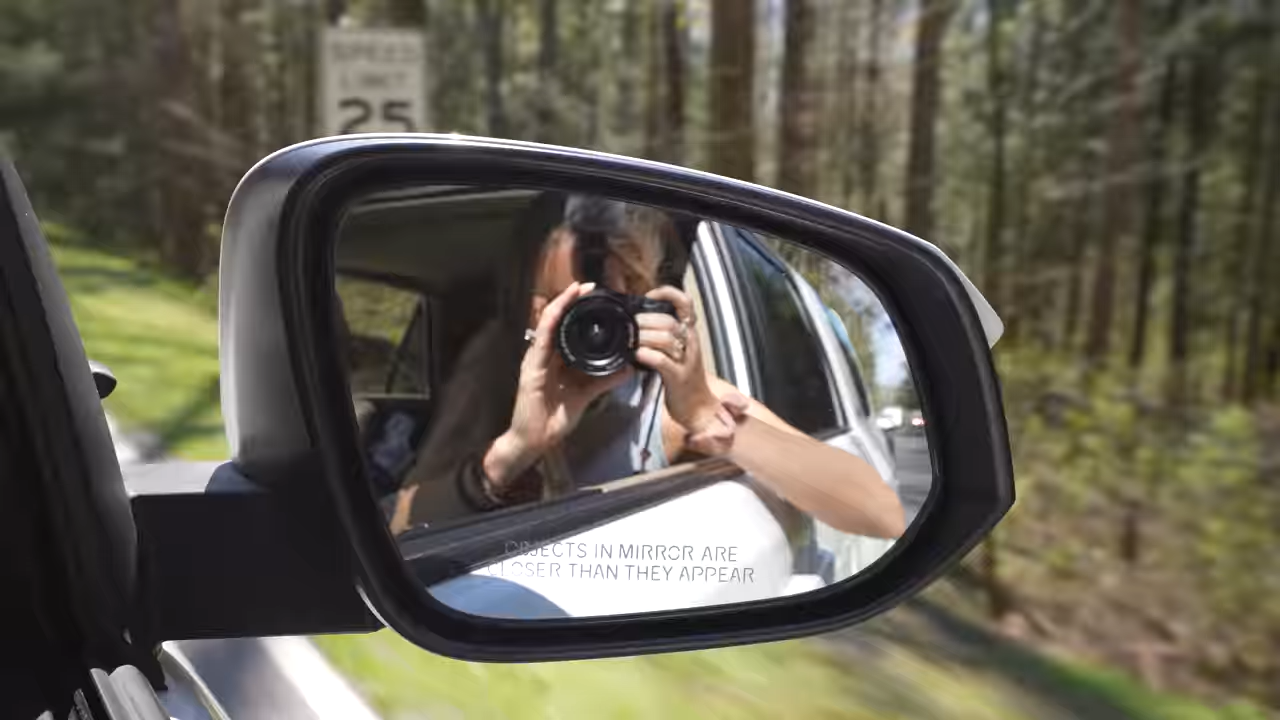 SPEED
LIMIT
25
OBJECTS IN MIRROR ARE
CLOSER THAN THEY APPEAR